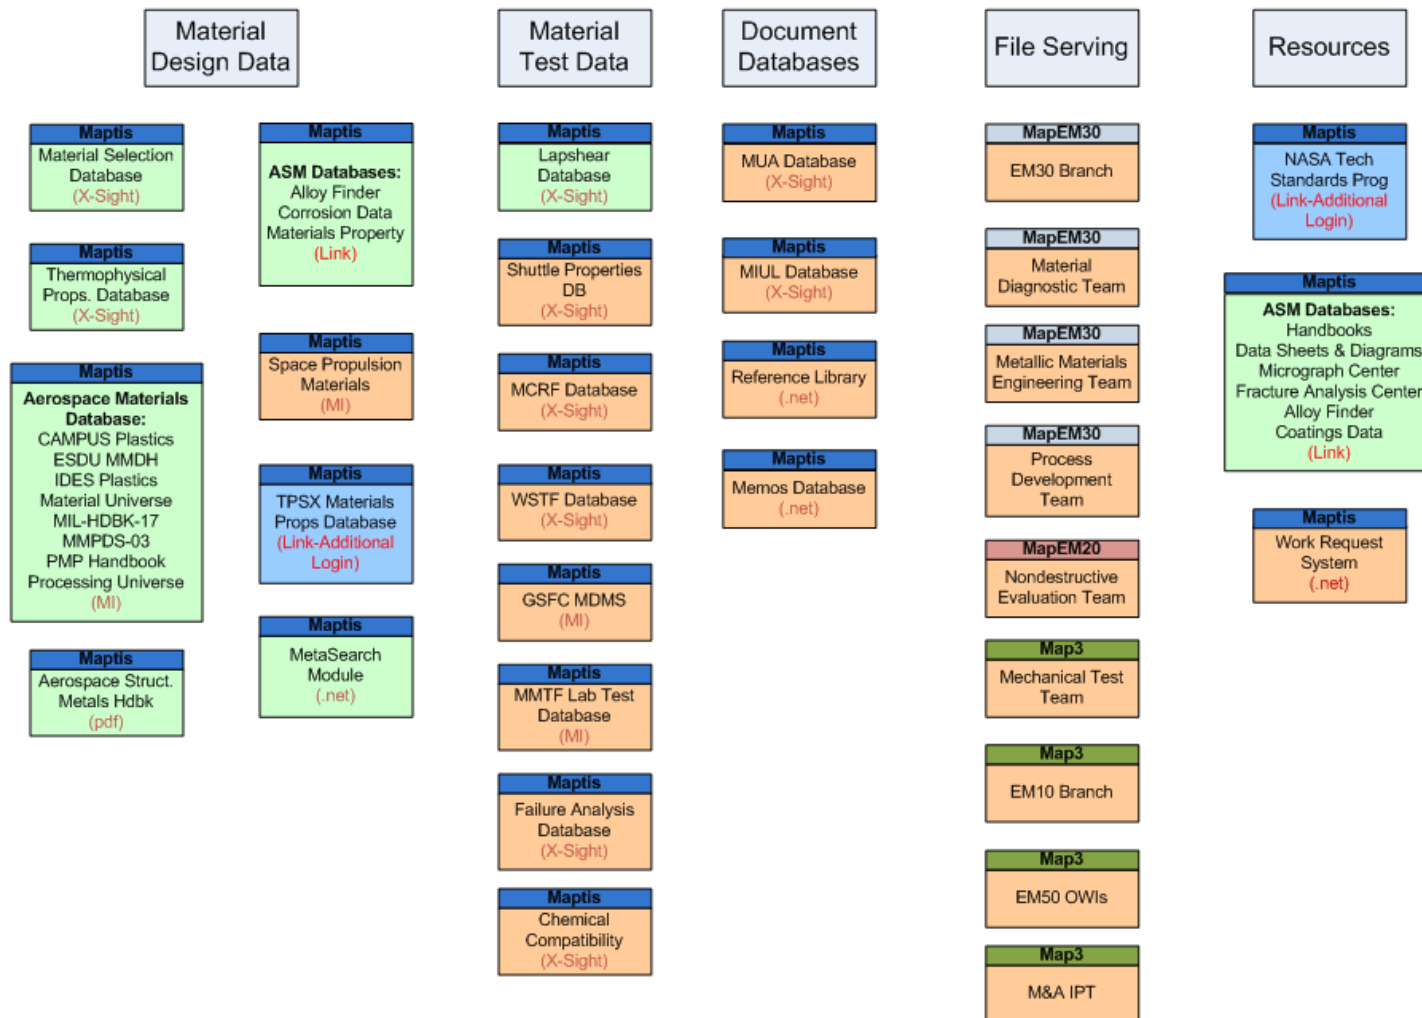 Material
Design Data
Material
Test Data
Document
Databases
File Serving
Resources
Maptis
Material Selection
Database
(X-Sight)
Maptis
Thermophysical
Props. Database
(X-Sight)
Maptis
Aerospace Materials
Database:
CAMPUS Plastics
ESDU MMDH
IDES Plastics
Material Universe
MIL-HDBK-17
MMPDS-03
PMP Handbook
Processing Universe
(MI)
Maptis
Aerospace Struct.
Metals Hdbk
(pdf)
Maptis
ASM Databases:
Alloy Finder
Corrosion Data
Materials Property
(Link)
Maptis
Space Propulsion
Materials
(MI)
Maptis
TPSX Materials
Props Database
(Link-Additional
Login)
Maptis
MetaSearch
Module
(.net)
Maptis
Lapshear
Database
(X-Sight)
Maptis
Shuttle Properties
DB
(X-Sight)
Maptis
MCRF Database
(X-Sight)
Maptis
WSTF Database
(X-Sight)
Maptis
GSFC MDMS
(MI)
Maptis
MMTF Lab Test
Database
(MI)
Maptis
Failure Analysis
Database
(X-Sight)
Maptis
Chemical
Compatibility
(X-Sight)
Maptis
MUA Database
(X-Sight)
Maptis
MIUL Database
(X-Sight)
Maptis
Reference Library
(.net)
Maptis
Memos Database
(.net)
MapEM30
EM30 Branch
MapEM30
Material
Diagnostic Team
MapEM30
Metallic Materials
Engineering Team
MapEM30
Process
Development
Team
MapEM20
Nondestructive
Evaluation Team
Map3
Mechanical Test
Team
Map3
EM10 Branch
Map3
EM50 OWIs
Map3
M&A IPT
Maptis
NASA Tech
Standards Prog
(Link-Additional
Login)
Maptis
ASM Databases:
Handbooks
Data Sheets & Diagrams
Micrograph Center
Fracture Analysis Center
Alloy Finder
Coatings Data
(Link)
Maptis
Work Request
System
(.net)